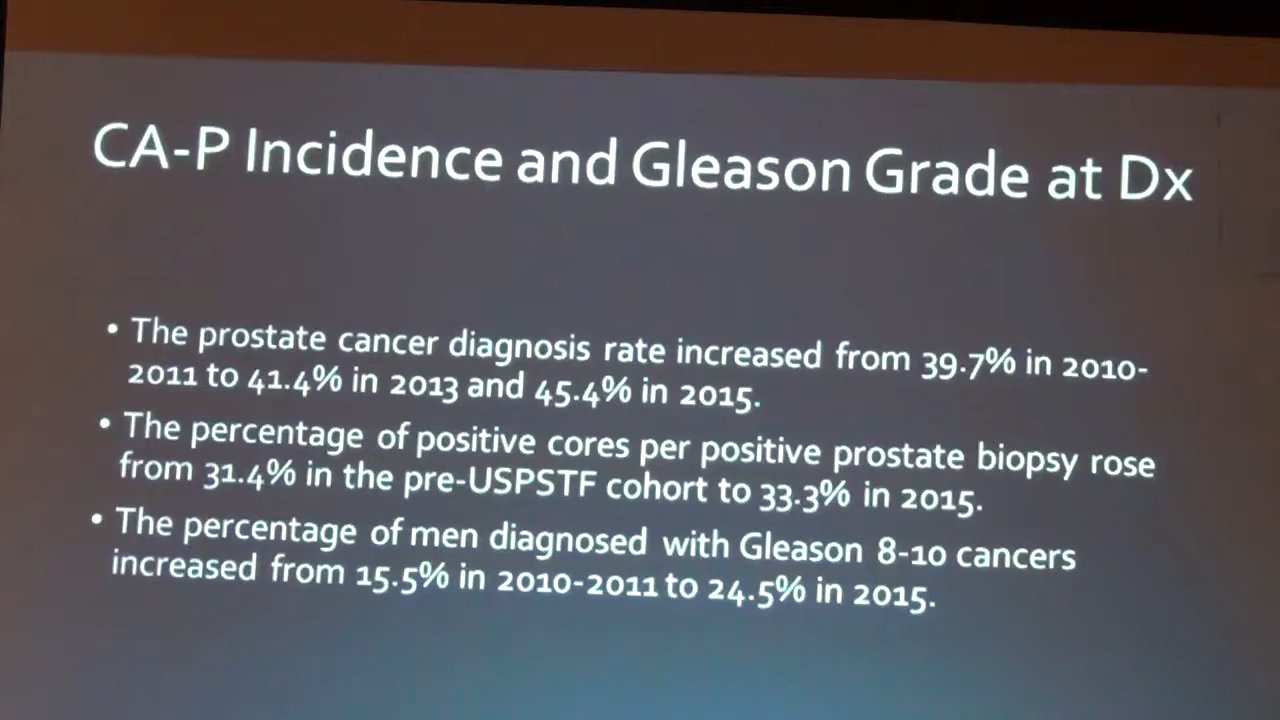 CA-P Incidence and Gleason Grade at Dx
• The prostate cancer diagnosis rate increased from 39.7% in 2010-
2011 to 41.4% in 2013 and 45.4% in 2015.
• The percentage of positive cores per positive prostate biopsy rose
from 31.4% in the pre-USPSTF cohort to 33.3% in 2015.
• The percentage of men diagnosed with Gleason 8-10 cancers
increased from 15.5% in 2010-2011 to 24.5% in 2015.